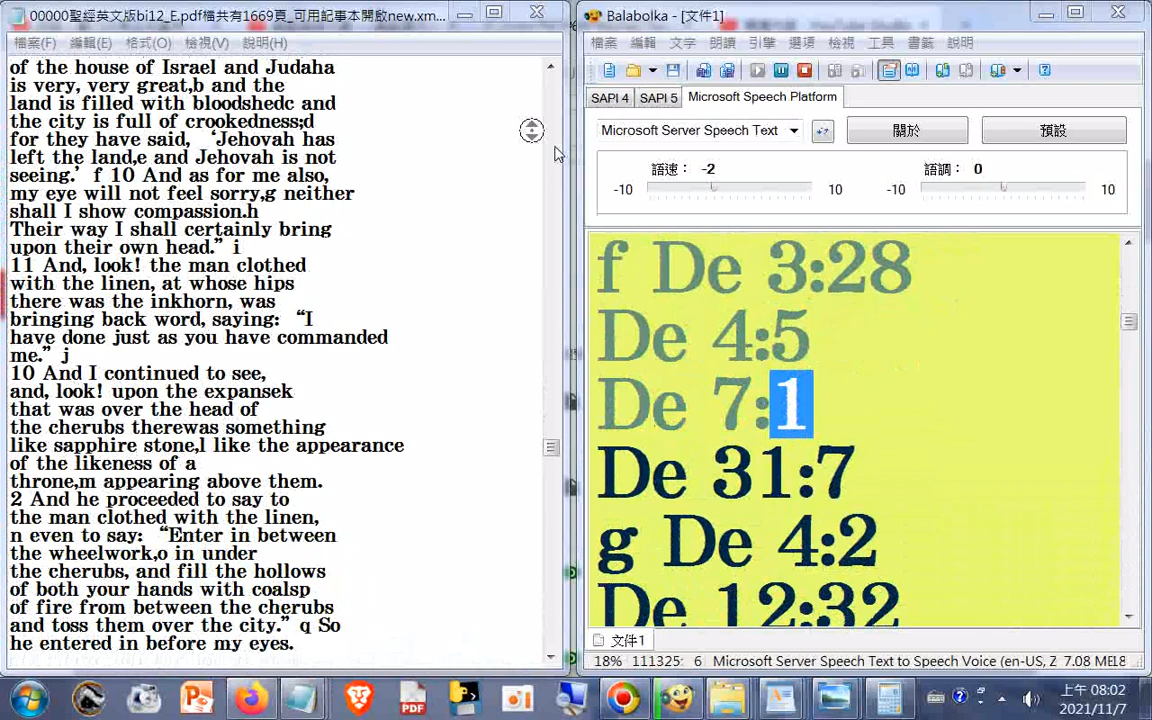 00000聖經英文版bi12_E.pdf檔共有1669頁_可用記事本開啟new.xm...
檔案(F) 編輯(E) 格式(O) 檢視(V) 說明(H)
of the house of Israel and Judaha
is very, very great,b and the
land is filled with bloodshedc and
the city is full of crookedness;d
for they have said, ‘Jehovah has
left the land,e and Jehovah is not
seeing.’ f 10 And as for me also,
my eye will not feel sorry,g neither
shall I show compassion.h
Their way I shall certainly bring
upon their own head.” i
11 And, look! the man clothed
with the linen, at whose hips
there was the inkhorn, was
bringing back word, saying: “I
have done just as you have commanded
me.” j
10 And I continued to see,
and, look! upon the expansek
that was over the head of
the cherubs therewas something
like sapphire stone,l like the appearance
of the likeness of a
throne,m appearing above them.
2 And he proceeded to say to
the man clothed with the linen,
n even to say: “Enter in between
the wheelwork,o in under
the cherubs, and fill the hollows
of both your hands with coalsp
of fire from between the cherubs
and toss them over the city.” q So
he entered in before my eyes.
Balabolka - [文件1]
檔案 編輯 文字 朗讀 引擎 選項 檢視 工具 書籤 說明
SAPI 4 SAPI 5 Microsoft Speech Platform
Microsoft Server Speech Text 關於 預設
語速： -2 語調： 0
-10 10 -10 10
f De 3:28
De 4:5
De 7:1
De 31:7
g De 4:2
De 12:32
文件1
18% 111325: 6 Microsoft Server Speech Text to Speech Voice (en-US, Z 7.08 MEL8
上午 08:02
2021/11/7